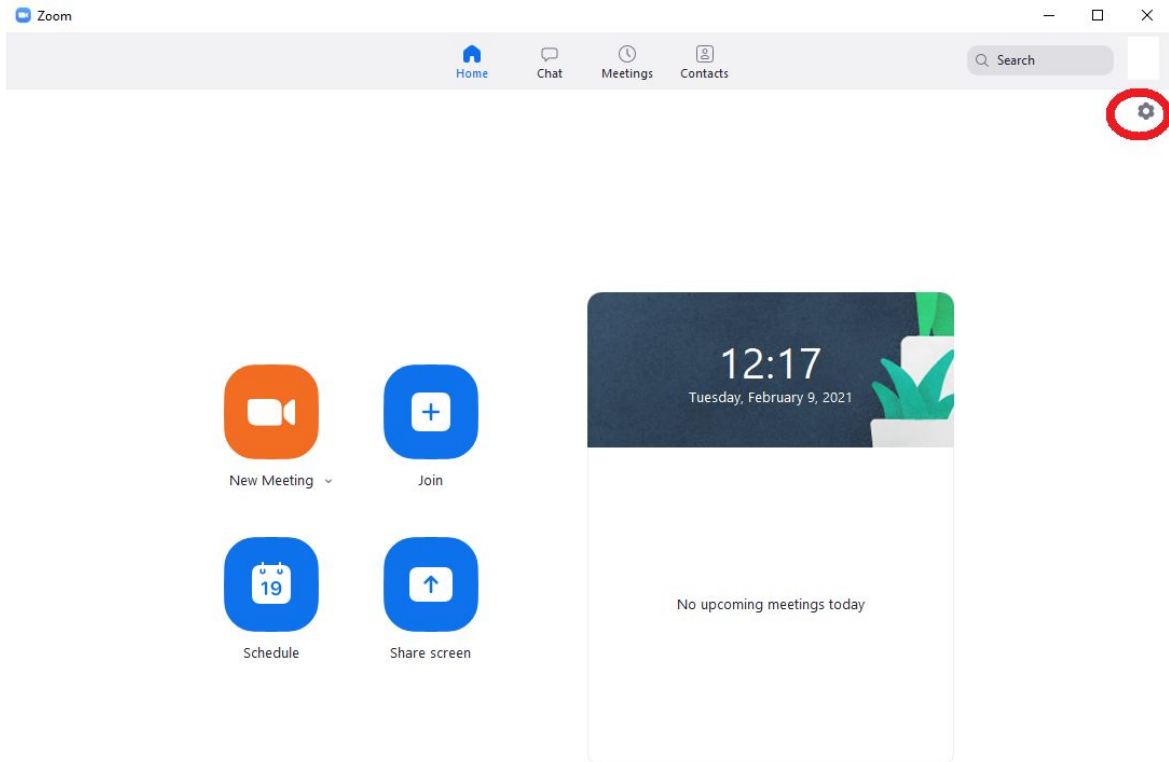 Zoom
Home
Chat
Meetings
Contacts
Search
12:17
Tuesday, February 9, 2021
New Meeting
Join
19
Schedule
Share screen
No upcoming meetings today